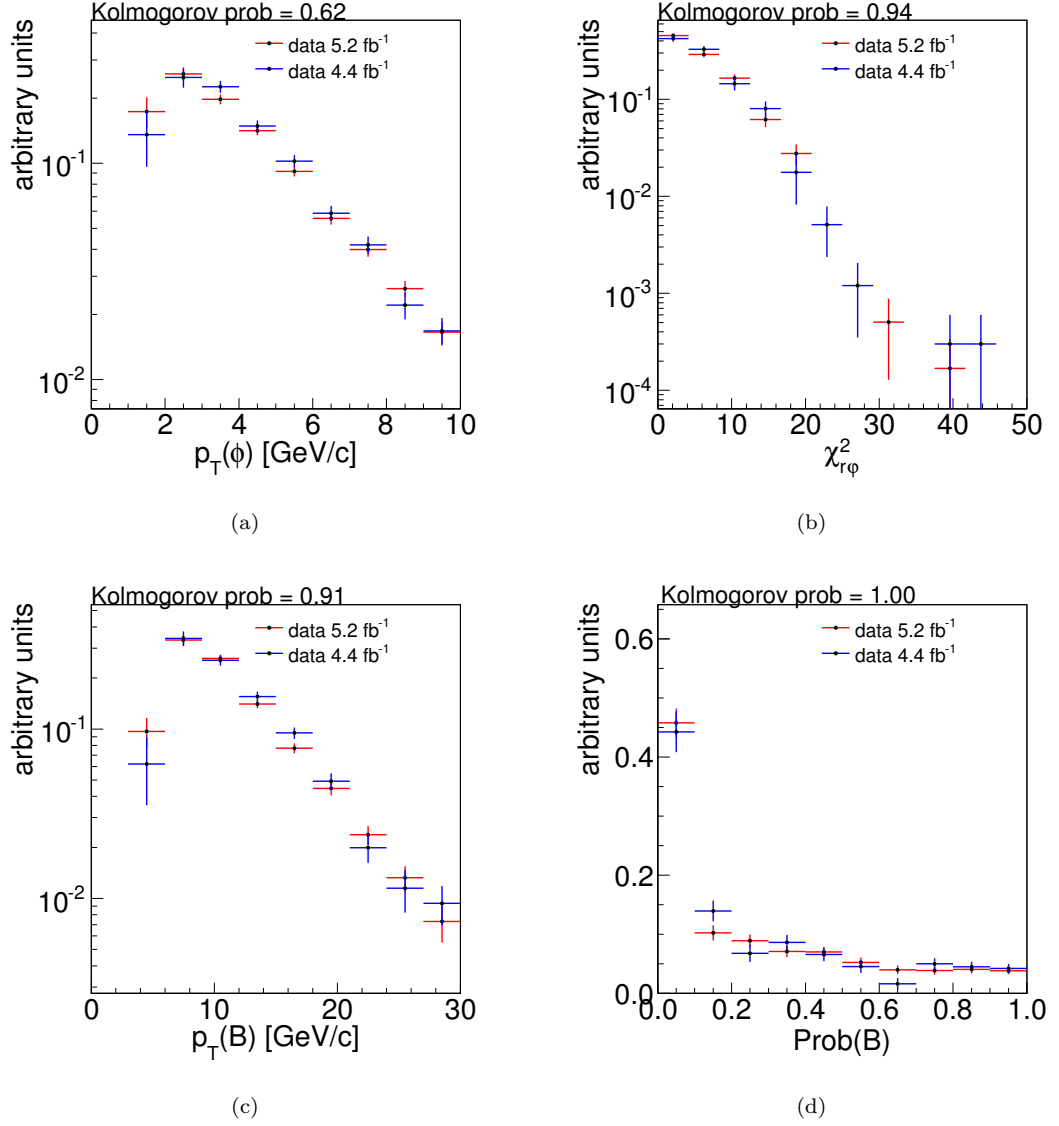 Kolmogorov prob = 0.62
data 5.2 fb⁻¹
data 4.4 fb⁻¹
arbitrary units
10⁻¹
10⁻²
0 2 4 6 8 10
p_T(ϕ) [GeV/c]
(a)
Kolmogorov prob = 0.94
data 5.2 fb⁻¹
data 4.4 fb⁻¹
arbitrary units
10⁻¹
10⁻²
10⁻³
10⁻⁴
0 10 20 30 40 50
χ²_rφ
(b)
Kolmogorov prob = 0.91
data 5.2 fb⁻¹
data 4.4 fb⁻¹
arbitrary units
10⁻¹
10⁻²
0 10 20 30
p_T(B) [GeV/c]
(c)
Kolmogorov prob = 1.00
data 5.2 fb⁻¹
data 4.4 fb⁻¹
arbitrary units
0.6
0.4
0.2
0.0
0.2 0.4 0.6 0.8 1.0
Prob(B)
(d)